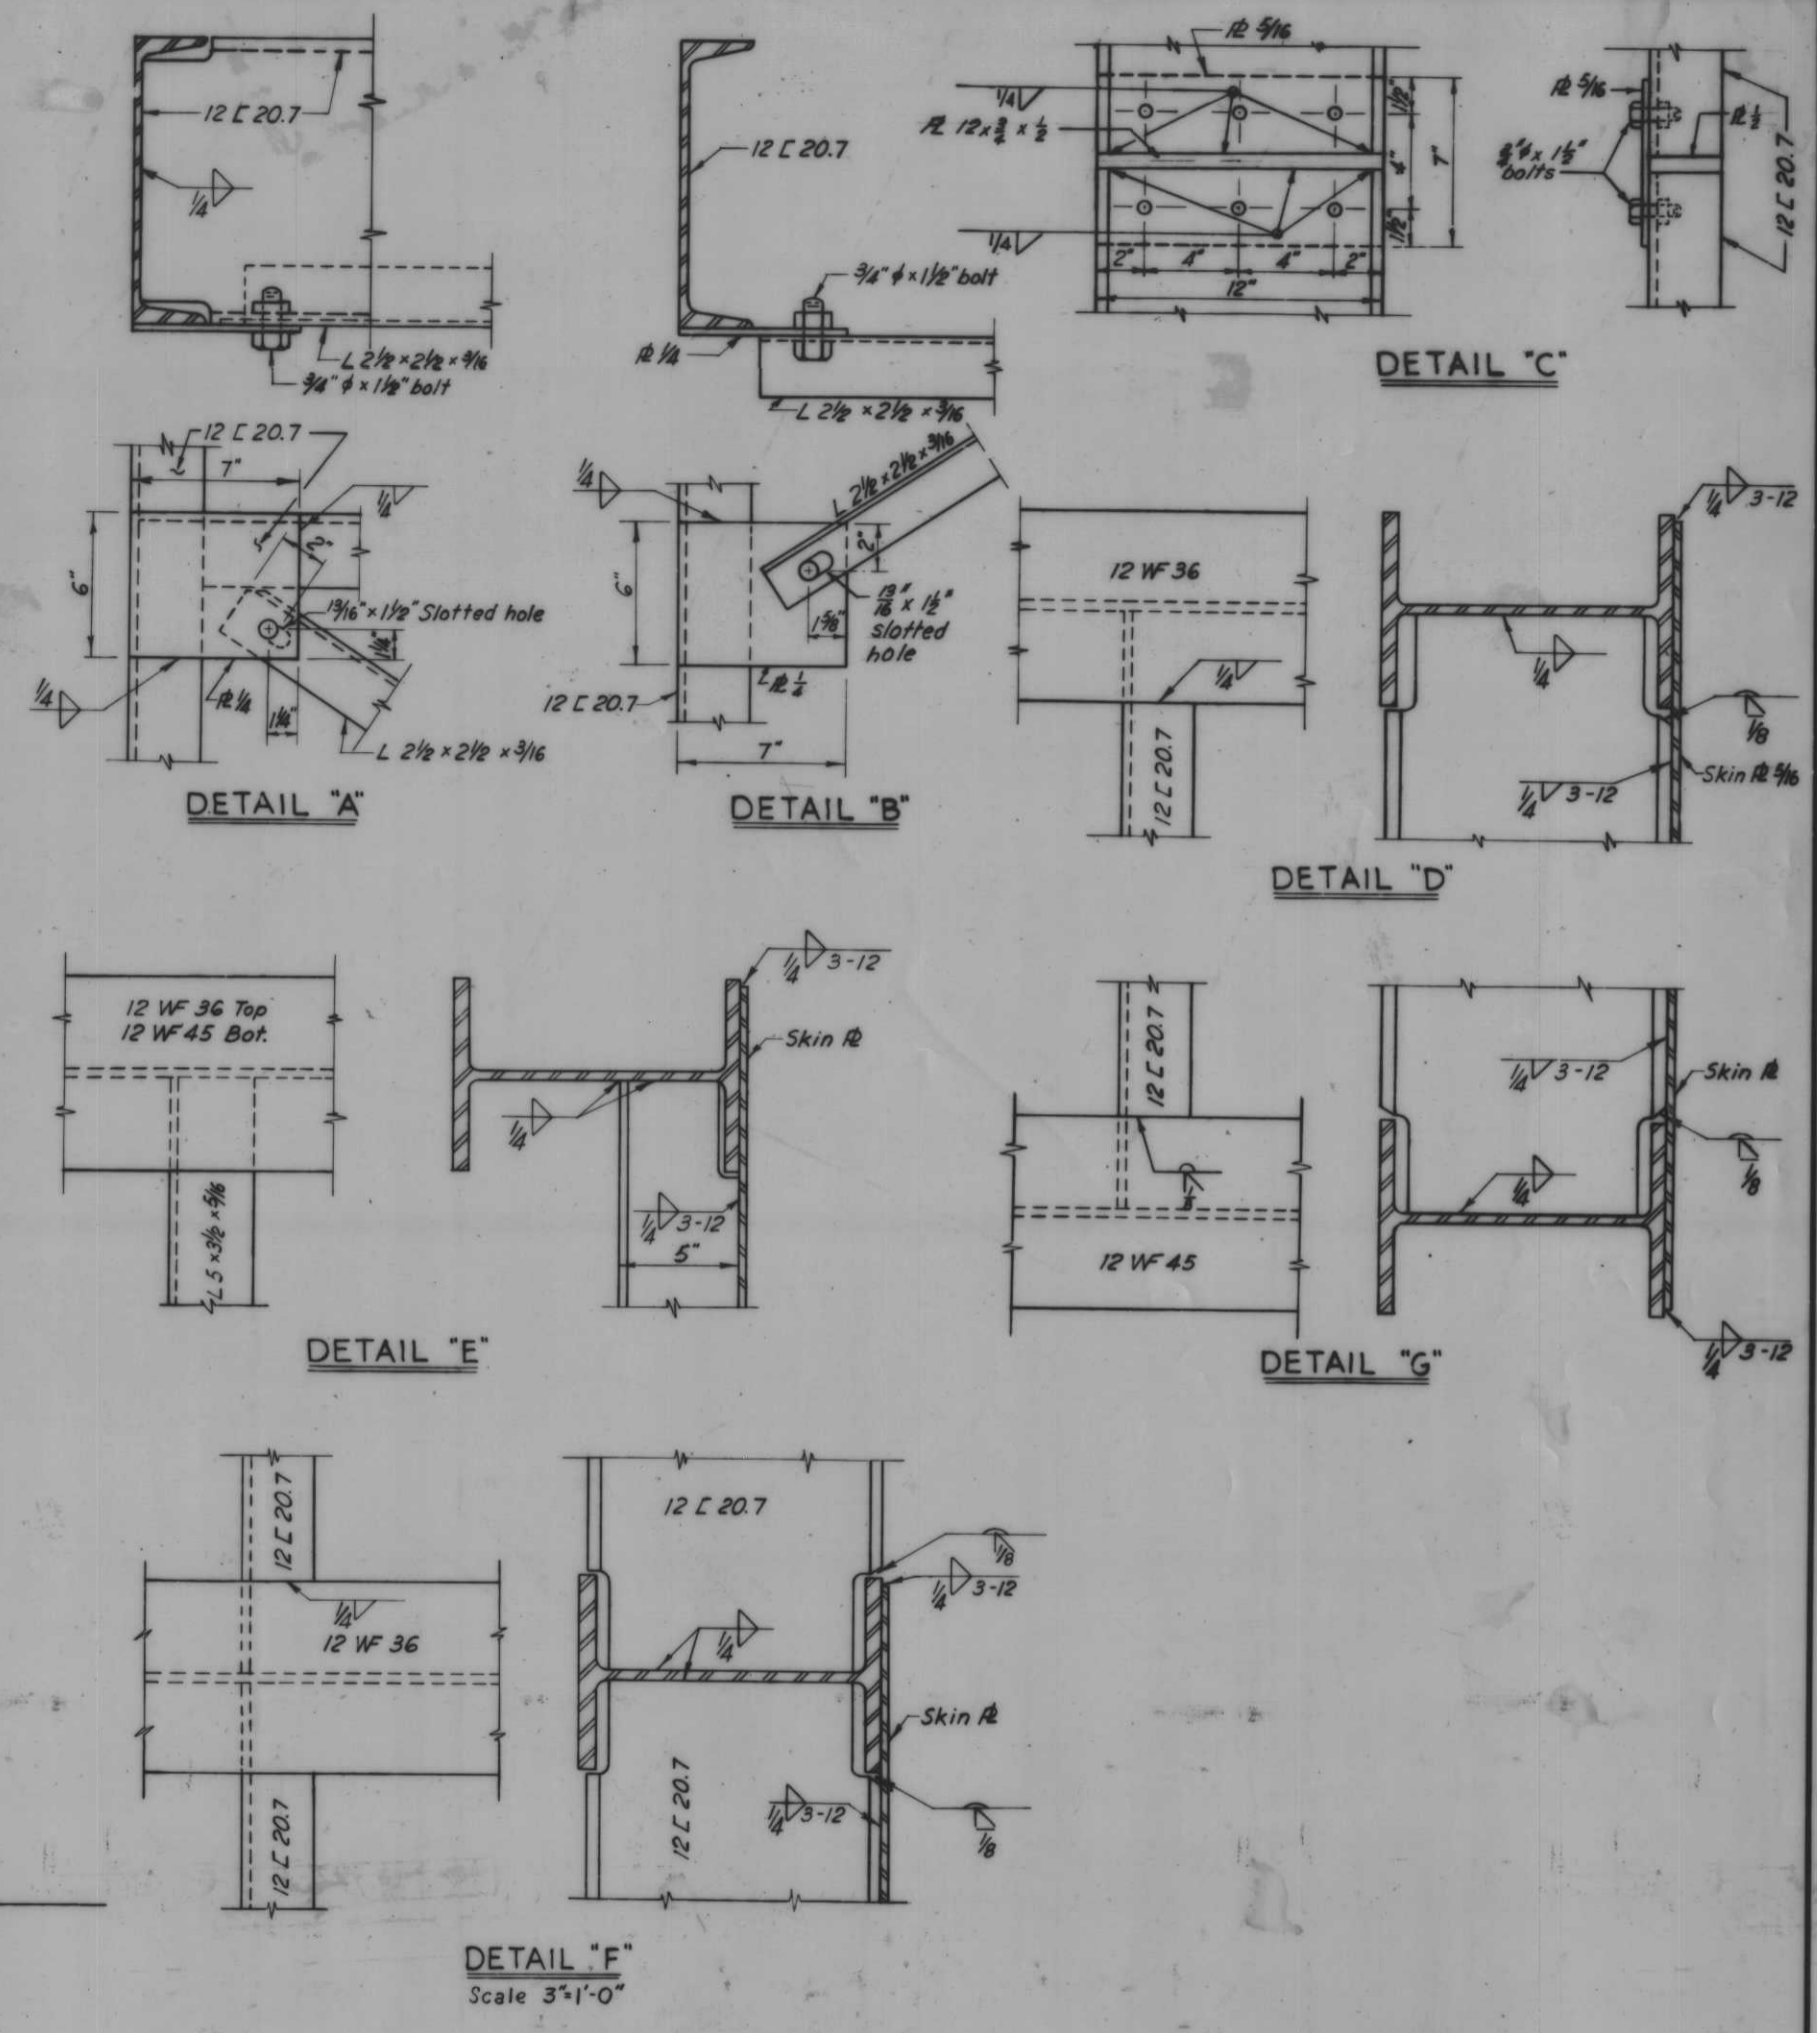 12 [ 20.7
1/4
L 2 1/2 × 2 1/2 × 3/16
3/4" φ × 1 1/2" bolt
12 [ 20.7
7"
1/4
6"
2"
13/16" × 1 1/2" Slotted hole
1 1/4"
1/4
℄ 1/4
1 1/4"
L 2 1/2 × 2 1/2 × 3/16
DETAIL "A"
12 [ 20.7
3/4" φ × 1 1/2" bolt
℄ 1/4
L 2 1/2 × 2 1/2 × 3/16
1/4
L 2 1/2 × 2 1/2 × 3/16
2"
6"
13/16" × 1 1/2"
slotted
hole
1 5/8"
℄ 1/4
12 [ 20.7
7"
DETAIL "B"
℄ 5/16
1/4
℄ 12 × 3/4 × 1/2
1/4
1 1/2"
4"
7"
1 1/2"
2" 4" 4" 2"
12"
℄ 5/16
℄ 1/2
3/4" φ × 1 1/2"
bolts
12 [ 20.7
DETAIL "C"
12 WF 36
1/4
12 [ 20.7
1/4 3-12
1/4
1/8
Skin ℄ 5/16
1/4 3-12
DETAIL "D"
12 WF 36 Top
12 WF 45 Bot.
L 5 × 3 1/2 × 5/16
1/4 3-12
Skin ℄
1/4
1/4 3-12
5"
DETAIL "E"
12 [ 20.7
12 WF 45
1/4 3-12
Skin ℄
1/8
1/4
1/4 3-12
DETAIL "G"
12 [ 20.7
1/4
12 WF 36
12 [ 20.7
12 [ 20.7
1/8
1/4 3-12
1/4
Skin ℄
12 [ 20.7
1/4 3-12
1/8
DETAIL "F"
Scale 3"=1'-0"